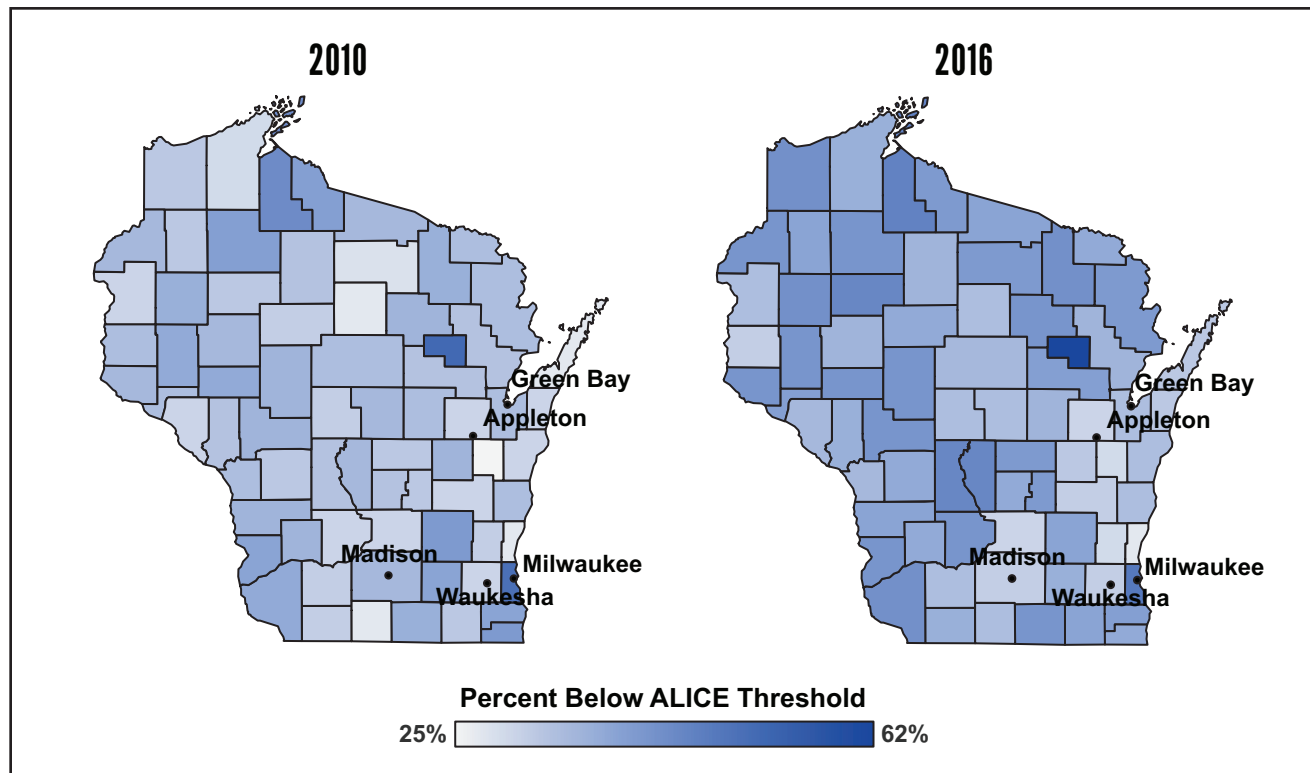 2010
2016
Green Bay
Appleton
Madison
Milwaukee
Waukesha
Green Bay
Appleton
Madison
Milwaukee
Waukesha
Percent Below ALICE Threshold
25%
62%